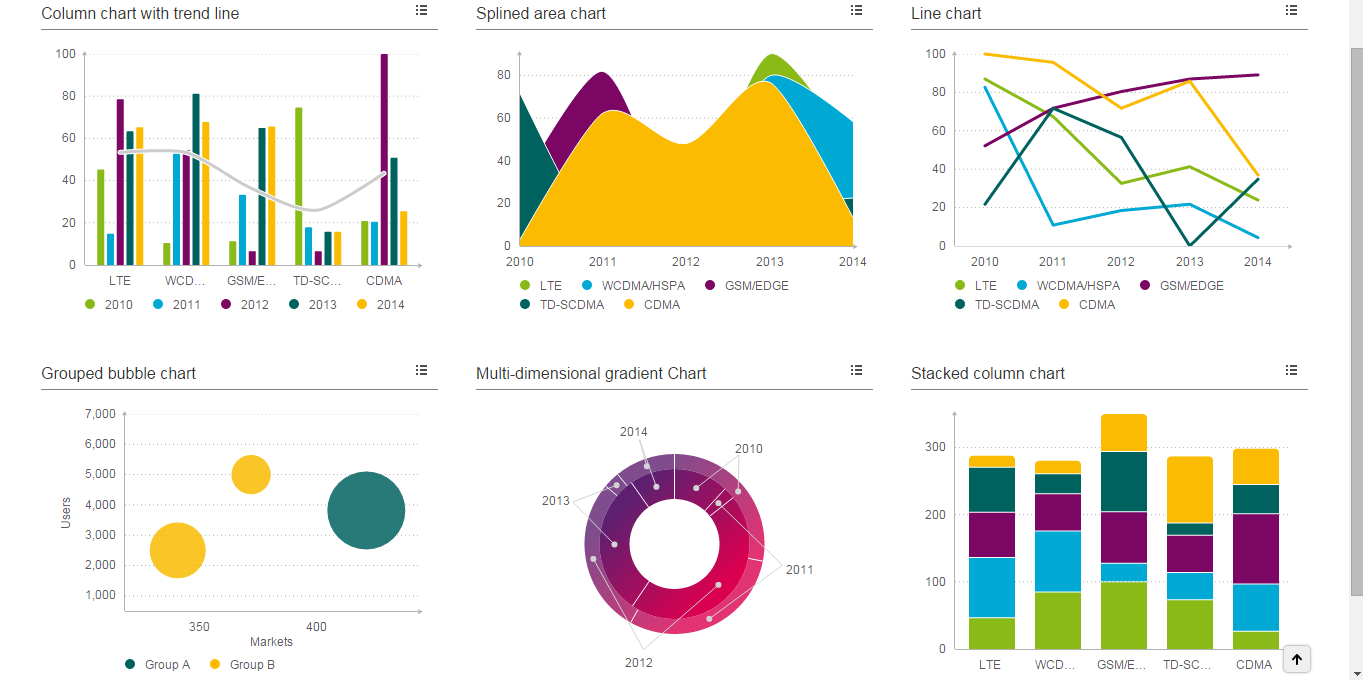 Column chart with trend line
100
80
60
40
20
0
LTE WCD... GSM/E... TD-SC... CDMA
2010 2011 2012 2013 2014
Splined area chart
80
60
40
20
0
2010 2011 2012 2013 2014
LTE WCDMA/HSPA GSM/EDGE
TD-SCDMA CDMA
Line chart
100
80
60
40
20
0
2010 2011 2012 2013 2014
LTE WCDMA/HSPA GSM/EDGE
TD-SCDMA CDMA
Grouped bubble chart
7,000
6,000
5,000
4,000
3,000
2,000
1,000
Users
350 400
Markets
Group A Group B
Multi-dimensional gradient Chart
2014
2010
2013
2011
2012
Stacked column chart
300
200
100
0
LTE WCD... GSM/E... TD-SC... CDMA